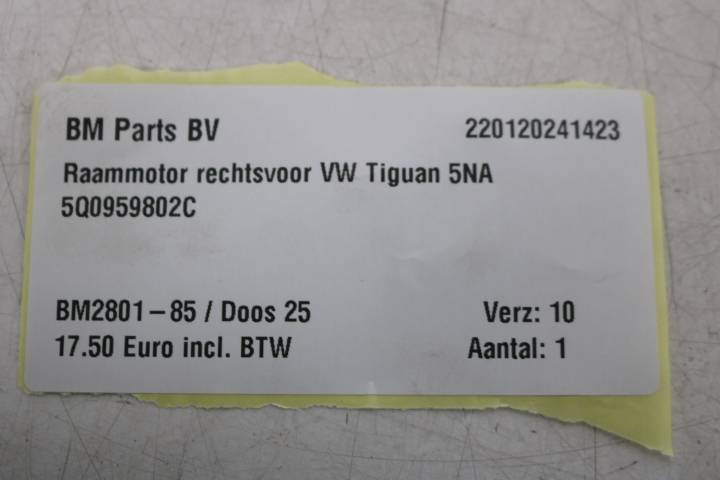 BM Parts BV 220120241423
Raammotor rechtsvoor VW Tiguan 5NA
5Q0959802C
BM2801-85 / Doos 25 Verz: 10
17.50 Euro incl. BTW Aantal: 1